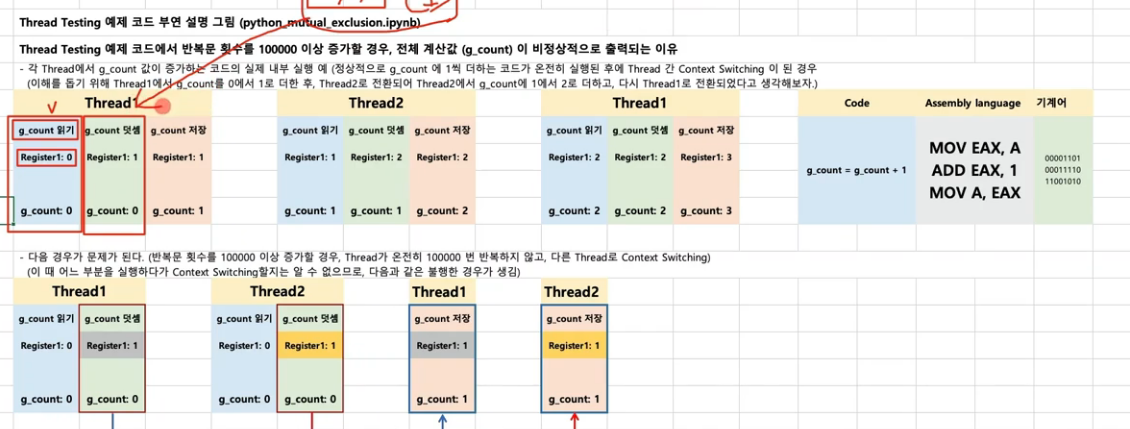 Thread Testing 예제 코드 부연 설명 그림 (python_mutual_exclusion.ipynb)
Thread Testing 예제 코드에서 반복문 횟수를 100000 이상 증가할 경우, 전체 계산값 (g_count) 이 비정상적으로 출력되는 이유
- 각 Thread에서 g_count 값이 증가하는 코드의 실제 내부 실행 예 (정상적으로 g_count 에 1씩 더하는 코드가 온전히 실행된 후에 Thread 간 Context Switching 이 된 경우
(이해를 돕기 위해 Thread1에서 g_count를 0에서 1로 더한 후, Thread2로 전환되어 Thread2에서 g_count에 1에서 2로 더하고, 다시 Thread1로 전환되었다고 생각해보자.)
Thread1 Thread2 Thread1 Code Assembly language 기계어
g_count 읽기 g_count 덧셈 g_count 저장 g_count 읽기 g_count 덧셈 g_count 저장 g_count 읽기 g_count 덧셈 g_count 저장
Register1: 0 Register1: 1 Register1: 1 Register1: 1 Register1: 2 Register1: 2 Register1: 2 Register1: 2 Register1: 3
g_count: 0 g_count: 0 g_count: 1 g_count: 1 g_count: 1 g_count: 2 g_count: 2 g_count: 2 g_count: 3
g_count = g_count + 1
MOV EAX, A
ADD EAX, 1
MOV A, EAX
00001101
00011110
11001010
- 다음 경우가 문제가 된다. (반복문 횟수를 100000 이상 증가할 경우, Thread가 온전히 100000 번 반복하지 않고, 다른 Thread로 Context Switching)
(이 때 어느 부분을 실행하다가 Context Switching할지는 알 수 없으므로, 다음과 같은 불행한 경우가 생김)
Thread1 Thread2 Thread1 Thread2
g_count 읽기 g_count 덧셈 g_count 읽기 g_count 덧셈 g_count 저장 g_count 저장
Register1: 0 Register1: 1 Register1: 0 Register1: 1 Register1: 1 Register1: 1
g_count: 0 g_count: 0 g_count: 0 g_count: 0 g_count: 1 g_count: 1